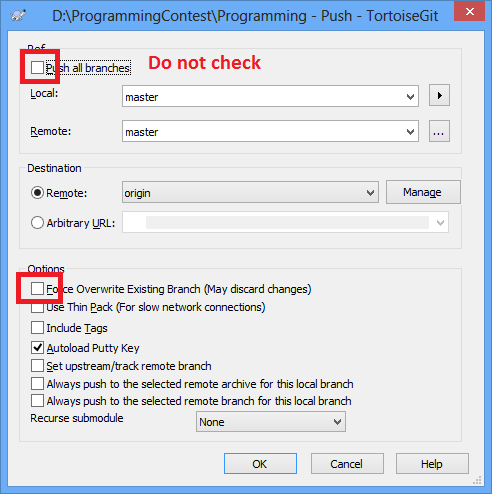 D:\ProgrammingContest\Programming - Push - TortoiseGit
Ref
Push all branches
Do not check
Local: master
Remote: master
...
Destination
Remote: origin Manage
Arbitrary URL:
Options
Force Overwrite Existing Branch (May discard changes)
Use Thin Pack (For slow network connections)
Include Tags
Autoload Putty Key
Set upstream/track remote branch
Always push to the selected remote archive for this local branch
Always push to the selected remote branch for this local branch
Recurse submodule None
OK Cancel Help